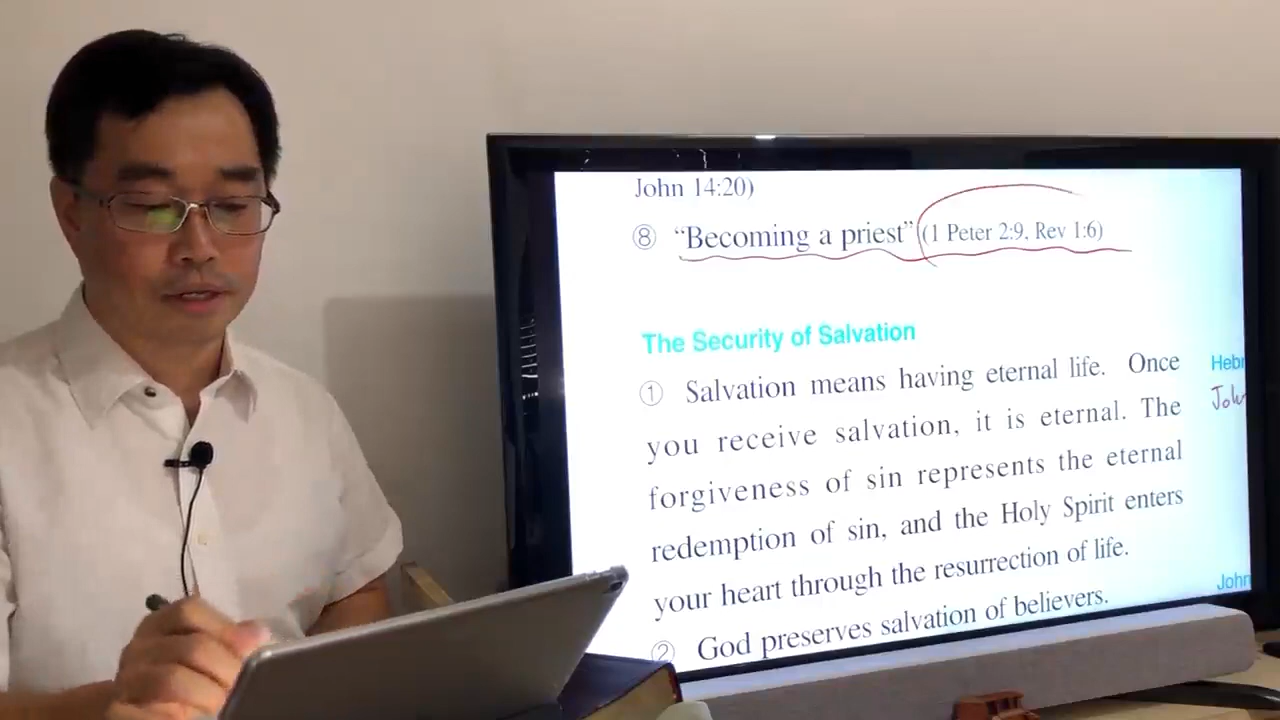 John 14:20)
⑧ “Becoming a priest” (1 Peter 2:9, Rev 1:6)
The Security of Salvation
① Salvation means having eternal life. Once
you receive salvation, it is eternal. The
forgiveness of sin represents the eternal
redemption of sin, and the Holy Spirit enters
your heart through the resurrection of life.
② God preserves salvation of believers.
Hebr
Joh
John